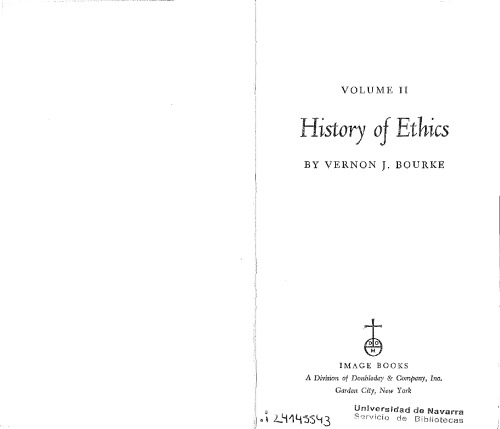 VOLUME II
History of Ethics
BY VERNON J. BOURKE
D O
M
IMAGE BOOKS
A Division of Doubleday & Company, Inc.
Garden City, New York
Universidad de Navarra
Servicio de Bibliotecas
.i 24145543